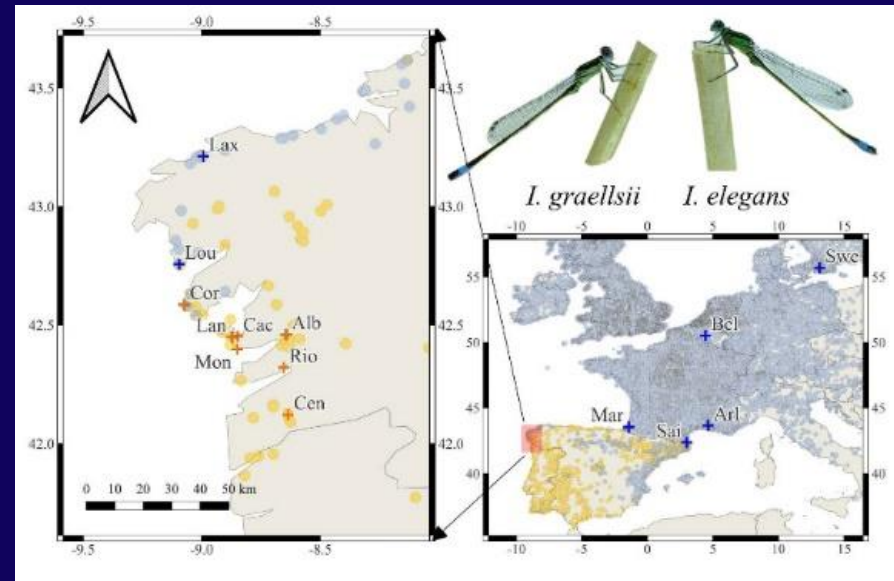 -9.5 -9.0 -8.5
43.5
43.0
42.5
42.0
Lax
Lou
Cor
Lan Cac Alb
Mon Rio
Cen
0 10 20 30 40 50 km
-9.5 -9.0 -8.5
43.5
43.0
42.5
42.0
I. graellsii I. elegans
-10 -5 0 5 10 15
55
50
45
40
Swe
Bel
Mar Arl
Sai
55
50
45
40
-10 -5 0 5 10 15